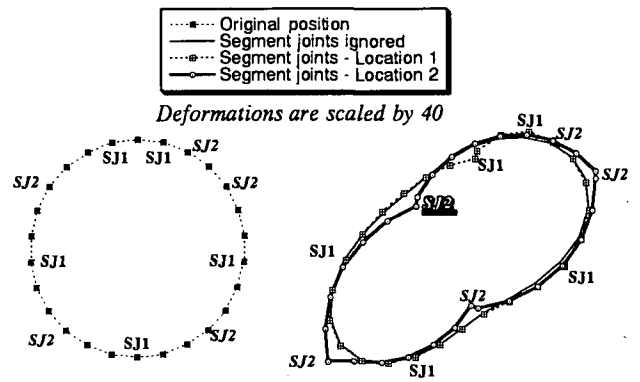 Original position
Segment joints ignored
Segment joints - Location 1
Segment joints - Location 2
Deformations are scaled by 40
SJ1 SJ1 SJ2
SJ2 SJ2
SJ1 SJ1
SJ2 SJ1 SJ2
SJ1 SJ2
SJ1 SJ2
SJ2
SJ1
SJ1
SJ2
SJ2 SJ1